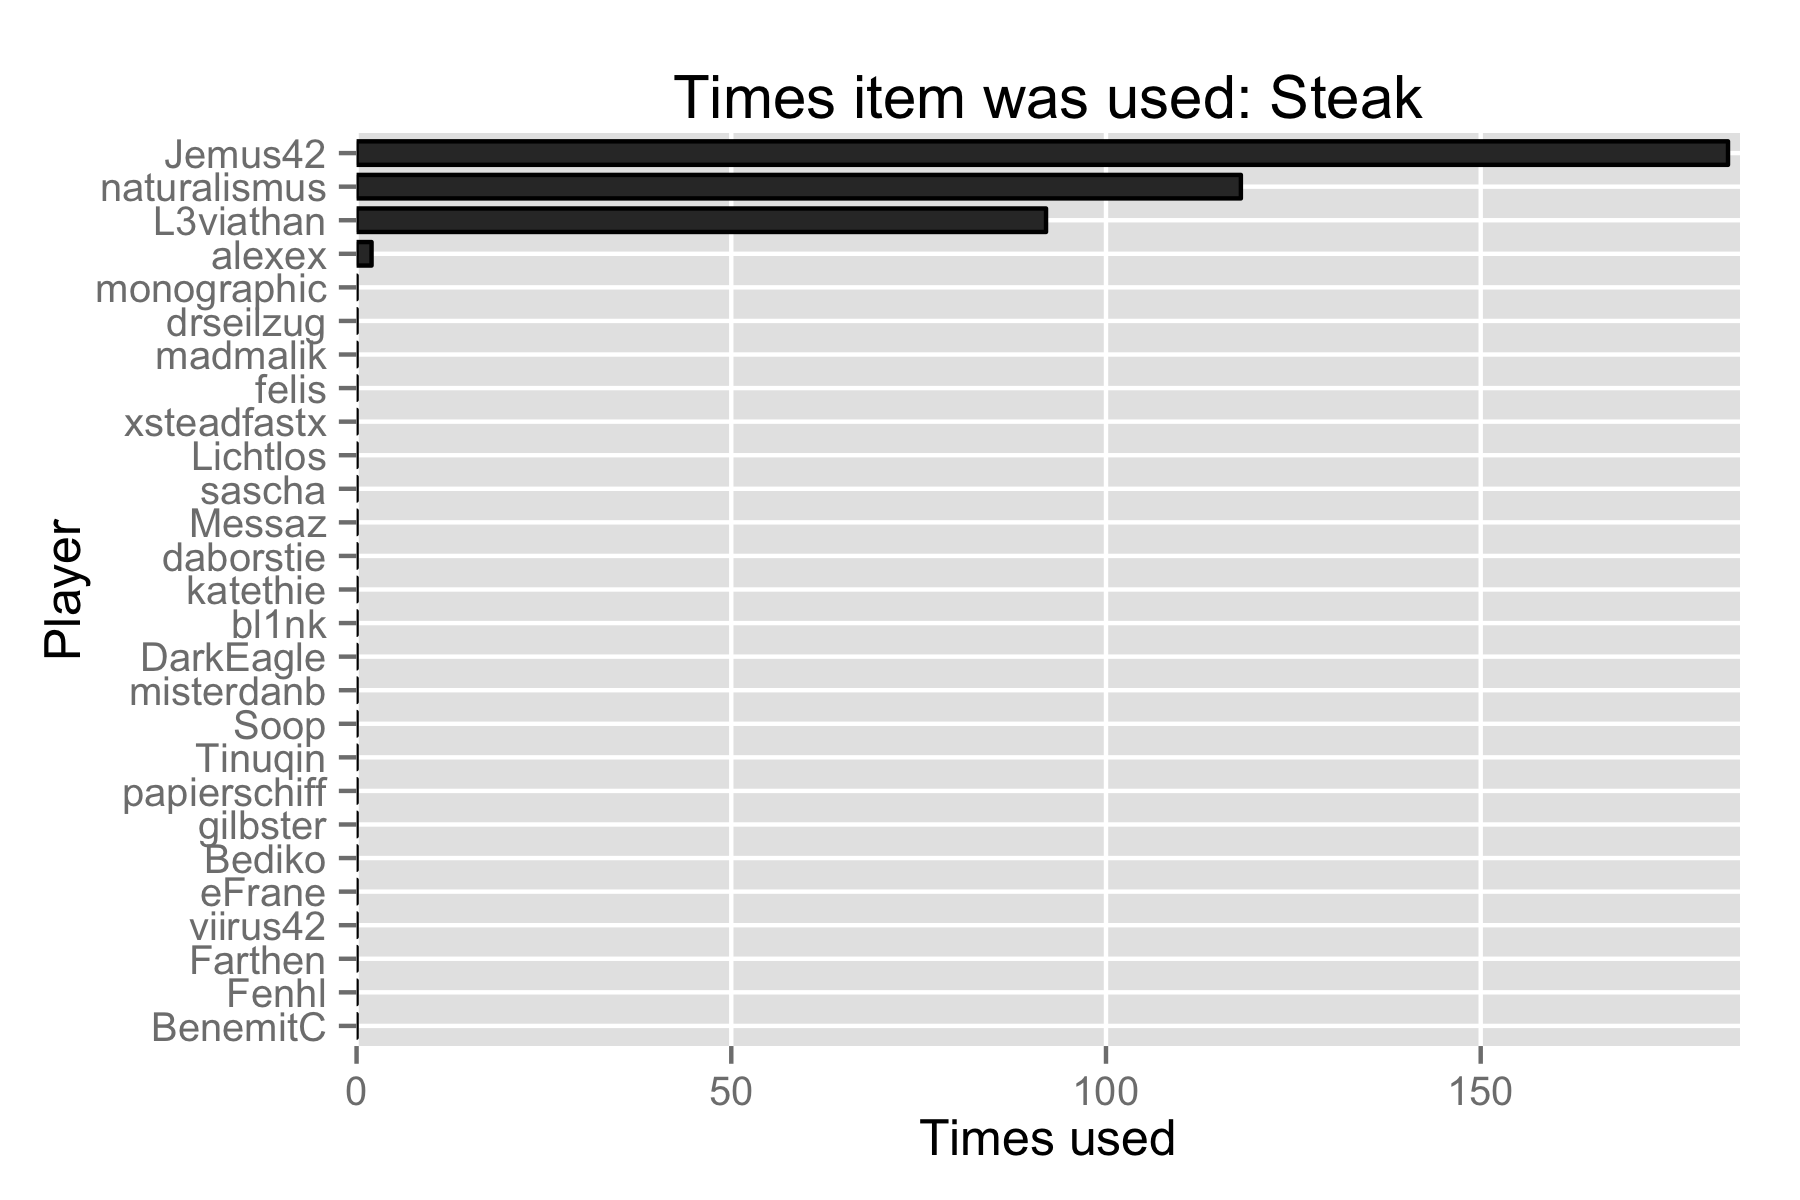 Times item was used: Steak
Jemus42
naturalismus
L3viathan
alexex
monographic
drseilzug
madmalik
felis
xsteadfastx
Lichtlos
sascha
Messaz
daborstie
katethie
bl1nk
DarkEagle
misterdanb
Soop
Tinuqin
papierschiff
gilbster
Bediko
eFrane
viirus42
Farthen
Fenhl
BenemitC
Player
0 50 100 150
Times used